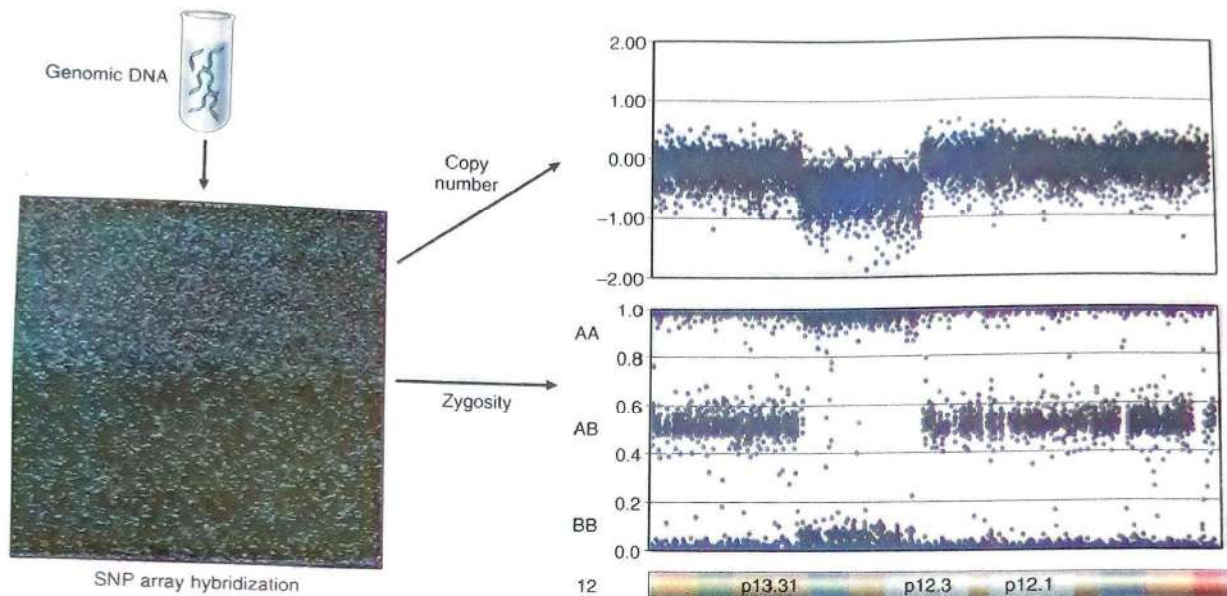 Genomic DNA
Copy
number
Zygosity
SNP array hybridization
2.00
1.00
0.00
−1.00
−2.00
1.0
AA
0.8
0.6
AB
0.4
0.2
BB
0.0
12 p13.31 p12.3 p12.1